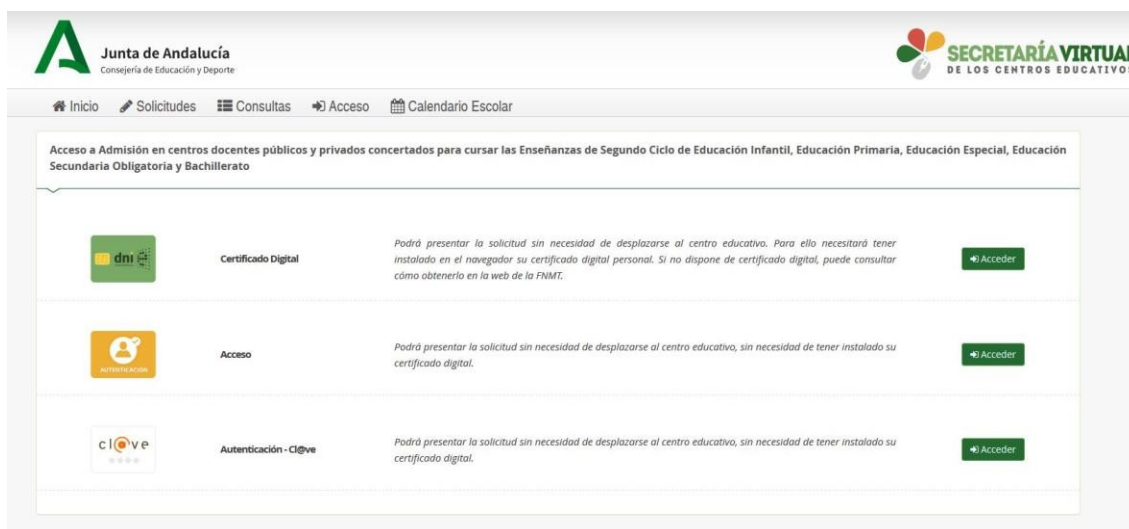 Junta de Andalucía
Consejería de Educación y Deporte
SECRETARÍA VIRTUAL
DE LOS CENTROS EDUCATIVOS
Inicio Solicitudes Consultas Acceso Calendario Escolar
Acceso a Admisión en centros docentes públicos y privados concertados para cursar las Enseñanzas de Segundo Ciclo de Educación Infantil, Educación Primaria, Educación Especial, Educación
Secundaria Obligatoria y Bachillerato
dni e
Certificado Digital
Podrá presentar la solicitud sin necesidad de desplazarse al centro educativo. Para ello necesitará tener
instalado en el navegador su certificado digital personal. Si no dispone de certificado digital, puede consultar
cómo obtenerlo en la web de la FNMT.
Acceder
AUTENTICACIÓN
Acceso
Podrá presentar la solicitud sin necesidad de desplazarse al centro educativo, sin necesidad de tener instalado su
certificado digital.
Acceder
cl@ve
Autenticación - Cl@ve
Podrá presentar la solicitud sin necesidad de desplazarse al centro educativo, sin necesidad de tener instalado su
certificado digital.
Acceder